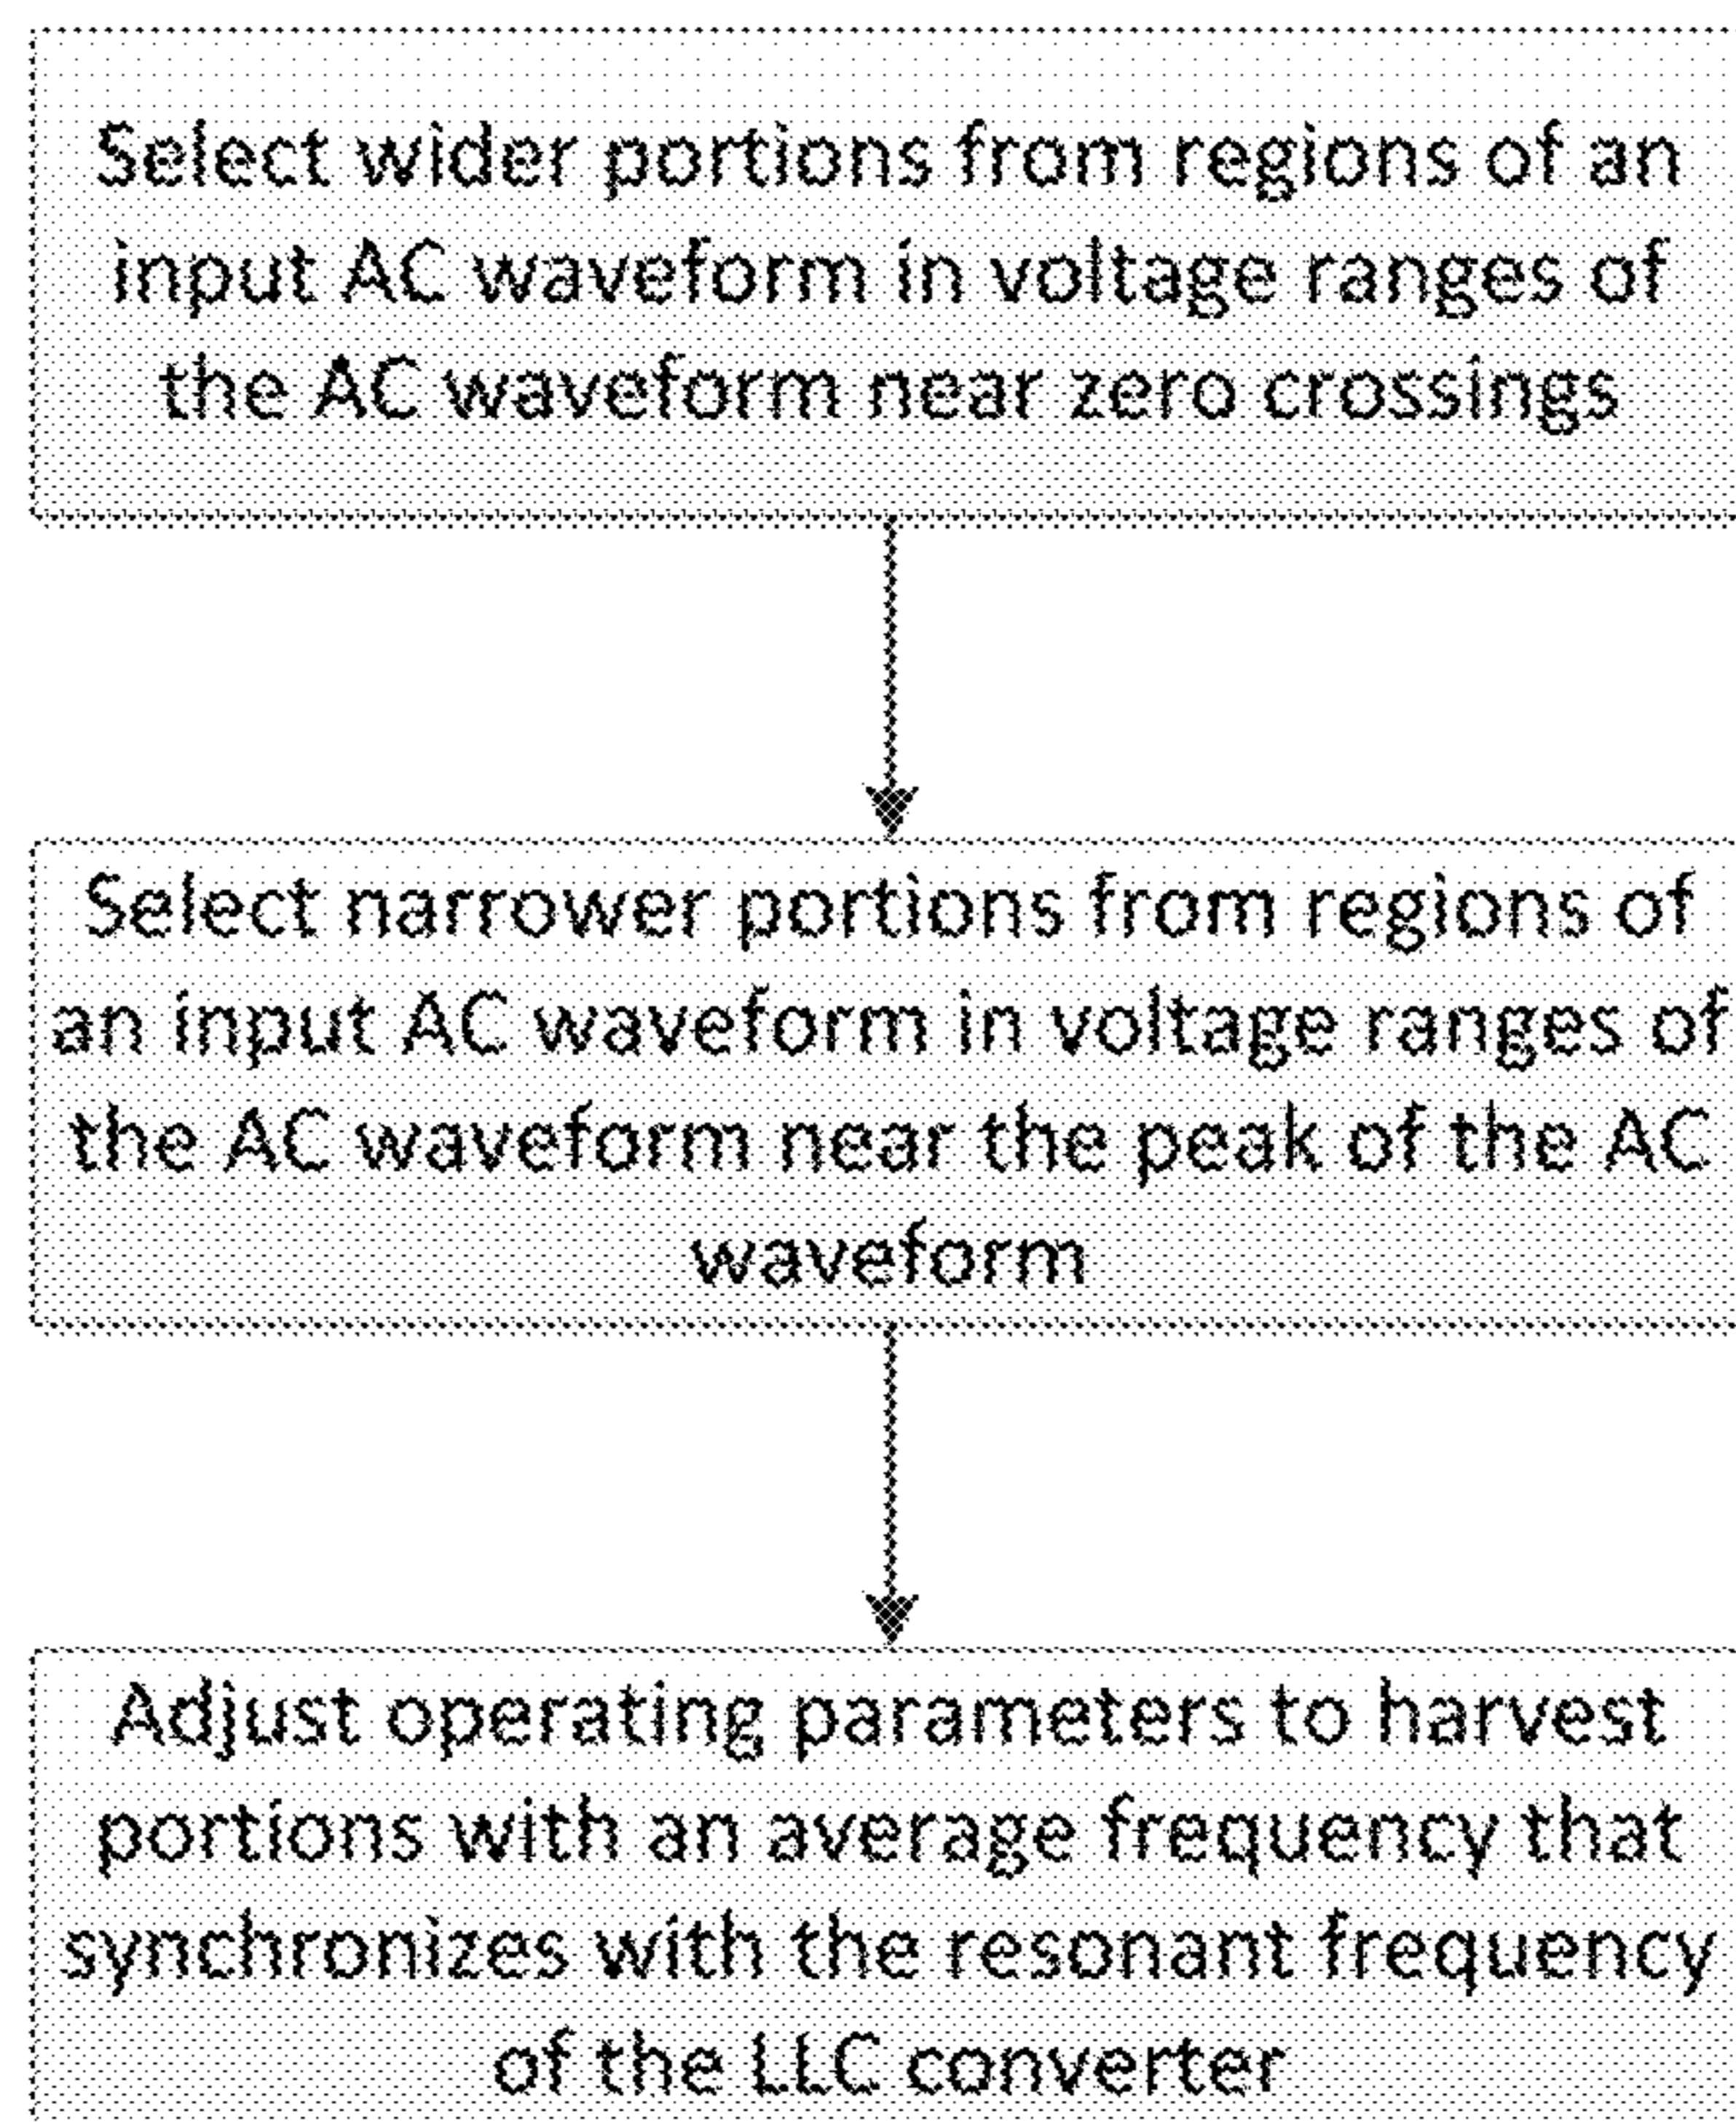 Select wider portions from regions of an
input AC waveform in voltage ranges of
the AC waveform near zero crossings
Select narrower portions from regions of
an input AC waveform in voltage ranges of
the AC waveform near the peak of the AC
waveform
Adjust operating parameters to harvest
portions with an average frequency that
synchronizes with the resonant frequency
of the LLC converter